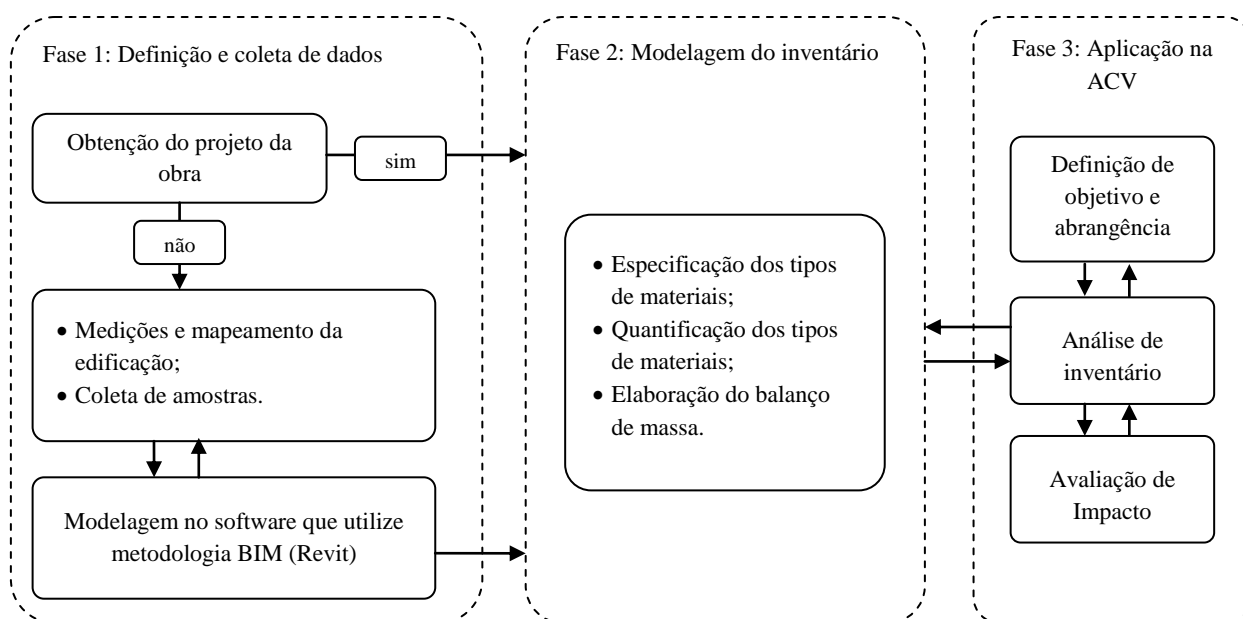 Fase 1: Definição e coleta de dados
Obtenção do projeto da
obra
sim
não
• Medições e mapeamento da
edificação;
• Coleta de amostras.
Modelagem no software que utilize
metodologia BIM (Revit)
Fase 2: Modelagem do inventário
• Especificação dos tipos
de materiais;
• Quantificação dos tipos
de materiais;
• Elaboração do balanço
de massa.
Fase 3: Aplicação na
ACV
Definição de
objetivo e
abrangência
Análise de
inventário
Avaliação de
Impacto